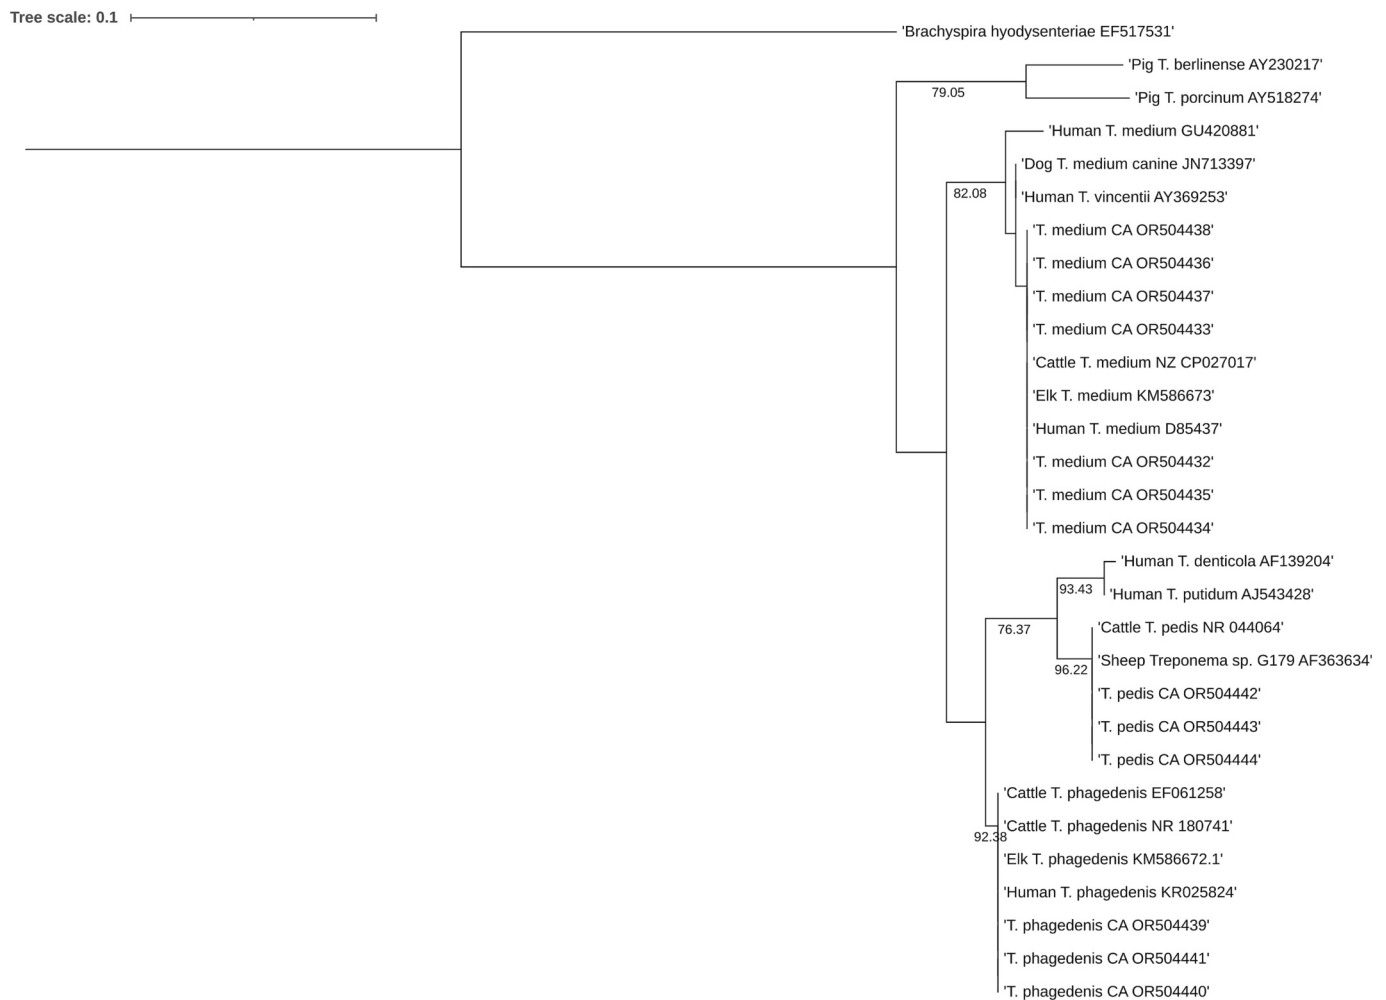 Tree scale: 0.1
'Brachyspira hyodysenteriae EF517531'
'Pig T. berlinense AY230217'
79.05
'Pig T. porcinum AY518274'
'Human T. medium GU420881'
'Dog T. medium canine JN713397'
82.08
'Human T. vincentii AY369253'
'T. medium CA OR504438'
'T. medium CA OR504436'
'T. medium CA OR504437'
'T. medium CA OR504433'
'Cattle T. medium NZ CP027017'
'Elk T. medium KM586673'
'Human T. medium D85437'
'T. medium CA OR504432'
'T. medium CA OR504435'
'T. medium CA OR504434'
'Human T. denticola AF139204'
93.43
'Human T. putidum AJ543428'
76.37
'Cattle T. pedis NR 044064'
'Sheep Treponema sp. G179 AF363634'
96.22
'T. pedis CA OR504442'
'T. pedis CA OR504443'
'T. pedis CA OR504444'
'Cattle T. phagedenis EF061258'
'Cattle T. phagedenis NR 180741'
92.38
'Elk T. phagedenis KM586672.1'
'Human T. phagedenis KR025824'
'T. phagedenis CA OR504439'
'T. phagedenis CA OR504441'
'T. phagedenis CA OR504440'